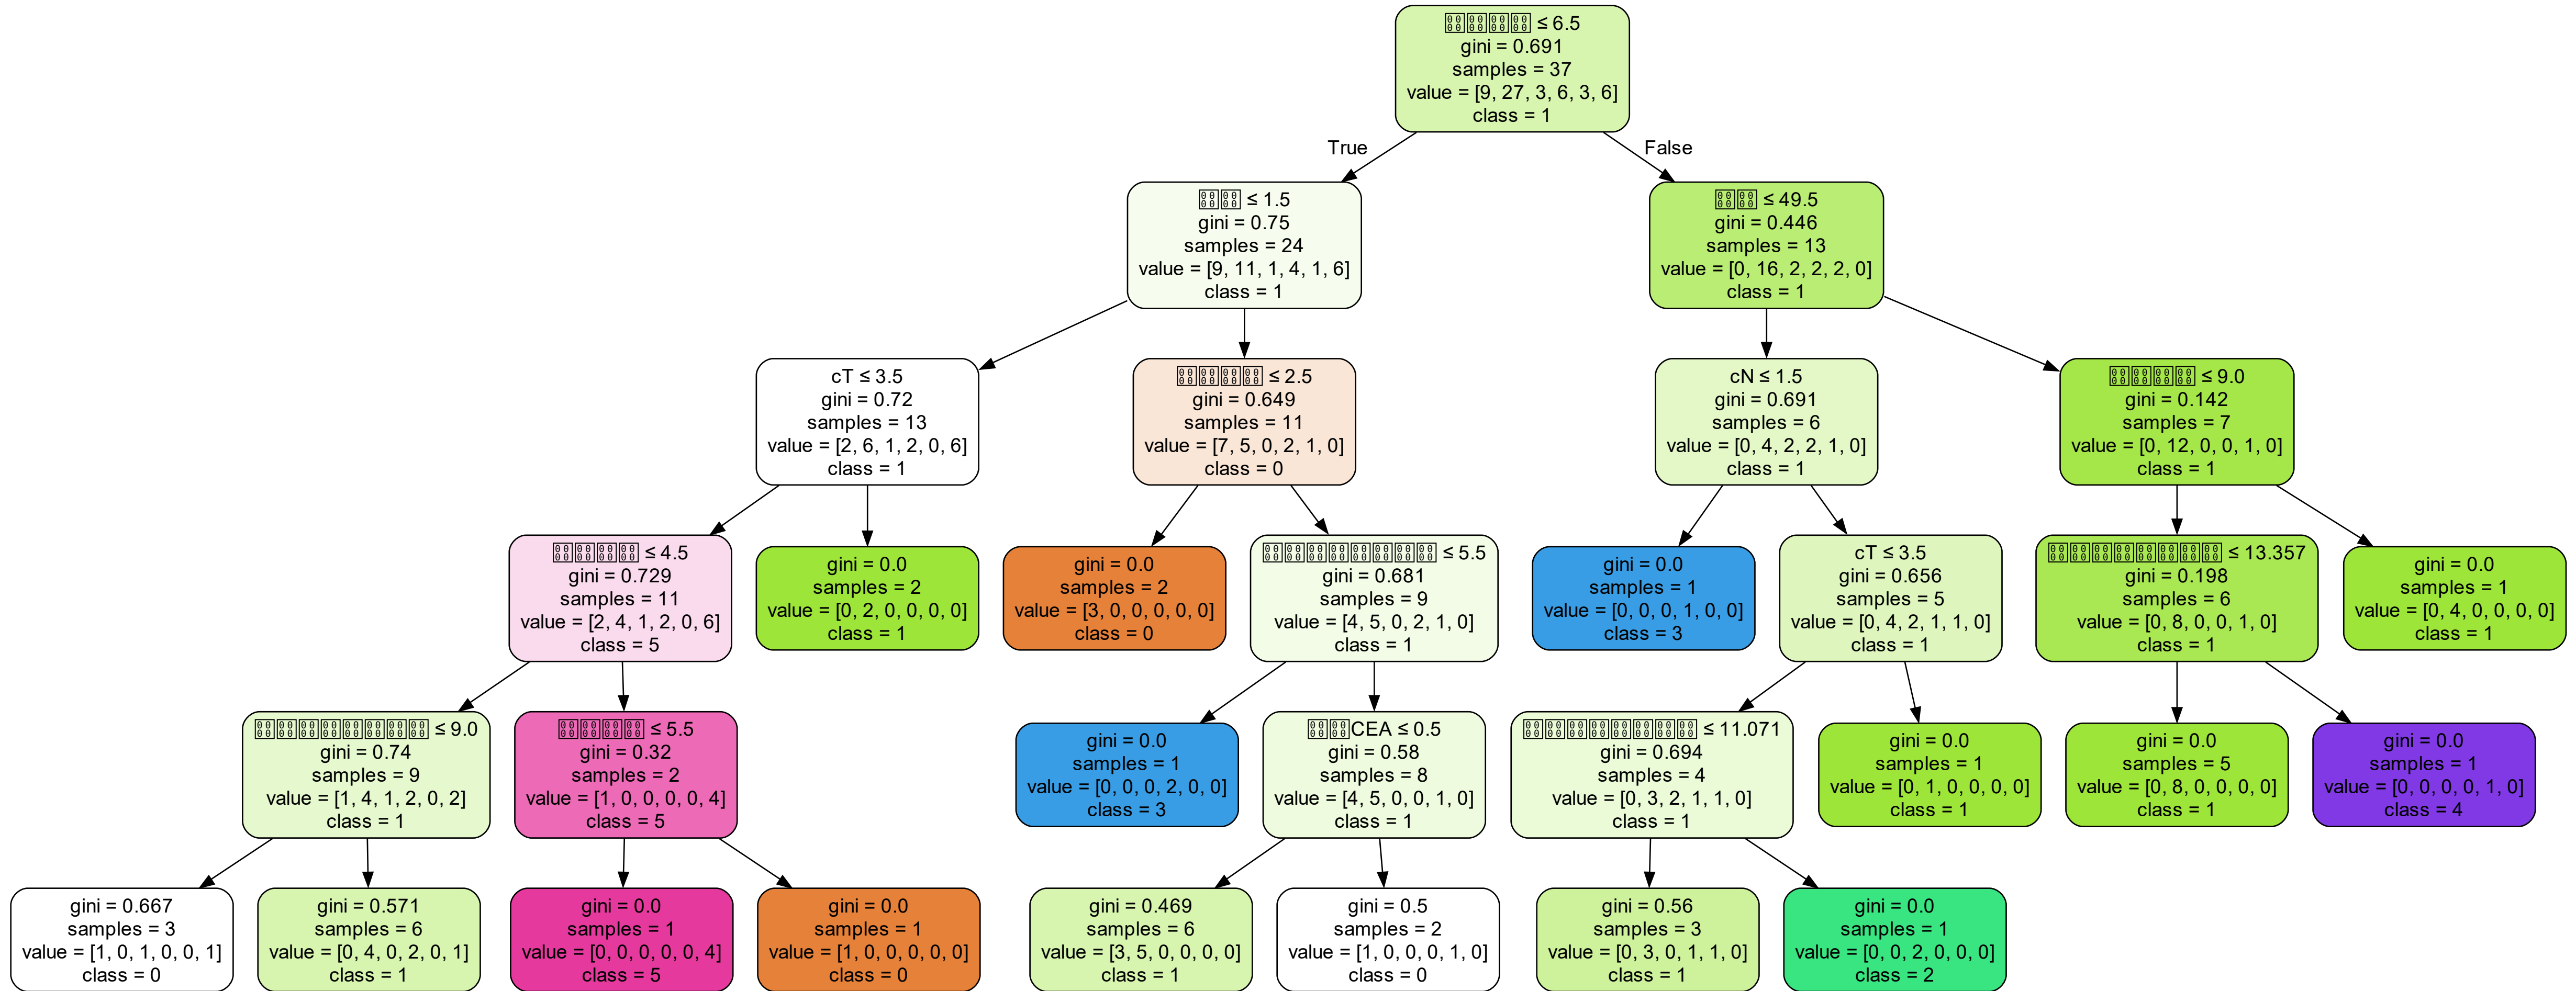 ≤ 6.5
gini = 0.691
samples = 37
value = [9, 27, 3, 6, 3, 6]
class = 1
True
False
≤ 1.5
gini = 0.75
samples = 24
value = [9, 11, 1, 4, 1, 6]
class = 1
≤ 49.5
gini = 0.446
samples = 13
value = [0, 16, 2, 2, 2, 0]
class = 1
cT ≤ 3.5
gini = 0.72
samples = 13
value = [2, 6, 1, 2, 0, 6]
class = 1
≤ 2.5
gini = 0.649
samples = 11
value = [7, 5, 0, 2, 1, 0]
class = 0
cN ≤ 1.5
gini = 0.691
samples = 6
value = [0, 4, 2, 2, 1, 0]
class = 1
≤ 9.0
gini = 0.142
samples = 7
value = [0, 12, 0, 0, 1, 0]
class = 1
≤ 4.5
gini = 0.729
samples = 11
value = [2, 4, 1, 2, 0, 6]
class = 5
gini = 0.0
samples = 2
value = [0, 2, 0, 0, 0, 0]
class = 1
gini = 0.0
samples = 2
value = [3, 0, 0, 0, 0, 0]
class = 0
≤ 5.5
gini = 0.681
samples = 9
value = [4, 5, 0, 2, 1, 0]
class = 1
gini = 0.0
samples = 1
value = [0, 0, 0, 1, 0, 0]
class = 3
cT ≤ 3.5
gini = 0.656
samples = 5
value = [0, 4, 2, 1, 1, 0]
class = 1
≤ 13.357
gini = 0.198
samples = 6
value = [0, 8, 0, 0, 1, 0]
class = 1
gini = 0.0
samples = 1
value = [0, 4, 0, 0, 0, 0]
class = 1
≤ 9.0
gini = 0.74
samples = 9
value = [1, 4, 1, 2, 0, 2]
class = 1
≤ 5.5
gini = 0.32
samples = 2
value = [1, 0, 0, 0, 0, 4]
class = 5
gini = 0.0
samples = 1
value = [0, 0, 0, 2, 0, 0]
class = 3
CEA ≤ 0.5
gini = 0.58
samples = 8
value = [4, 5, 0, 0, 1, 0]
class = 1
≤ 11.071
gini = 0.694
samples = 4
value = [0, 3, 2, 1, 1, 0]
class = 1
gini = 0.0
samples = 1
value = [0, 1, 0, 0, 0, 0]
class = 1
gini = 0.0
samples = 5
value = [0, 8, 0, 0, 0, 0]
class = 1
gini = 0.0
samples = 1
value = [0, 0, 0, 0, 1, 0]
class = 4
gini = 0.667
samples = 3
value = [1, 0, 1, 0, 0, 1]
class = 0
gini = 0.571
samples = 6
value = [0, 4, 0, 2, 0, 1]
class = 1
gini = 0.0
samples = 1
value = [0, 0, 0, 0, 0, 4]
class = 5
gini = 0.0
samples = 1
value = [1, 0, 0, 0, 0, 0]
class = 0
gini = 0.469
samples = 6
value = [3, 5, 0, 0, 0, 0]
class = 1
gini = 0.5
samples = 2
value = [1, 0, 0, 0, 1, 0]
class = 0
gini = 0.56
samples = 3
value = [0, 3, 0, 1, 1, 0]
class = 1
gini = 0.0
samples = 1
value = [0, 0, 2, 0, 0, 0]
class = 2